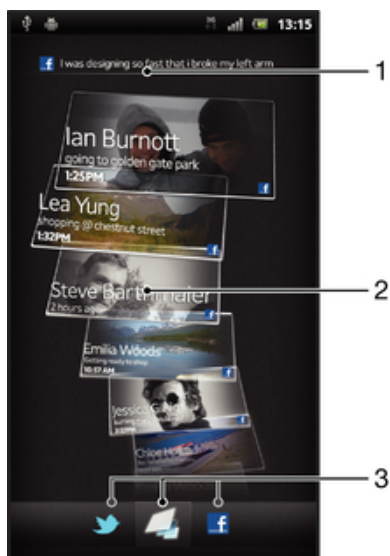 13:15
I was designing so fast that i broke my left arm
1
Ian Burnott
going to golden gate park
1:25PM
Lea Yung
shopping @ chestnut street
1:32PM
2
Steve Barthmaier
2 hours ago
Emilia Woods
Getting ready to shop
10:57 AM
Jessica
Chloe
3